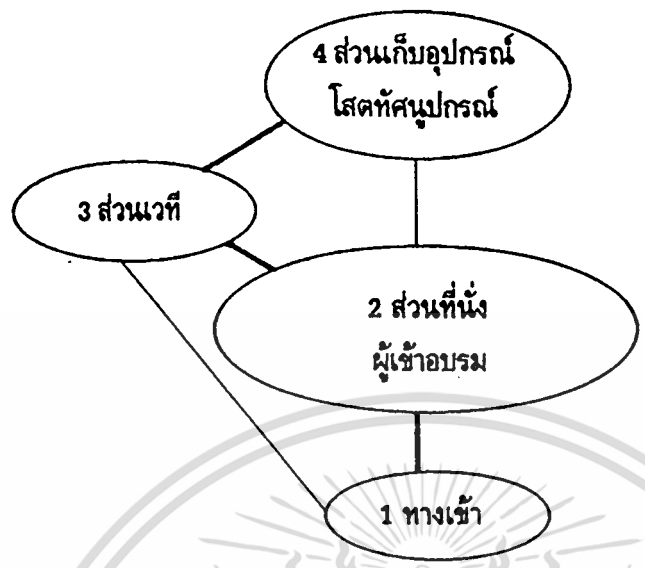 4 ส่วนเก็บอุปกรณ์
โสตทัศนูปกรณ์
3 ส่วนเวที
2 ส่วนที่นั่ง
ผู้เข้าอบรม
1 ทางเข้า